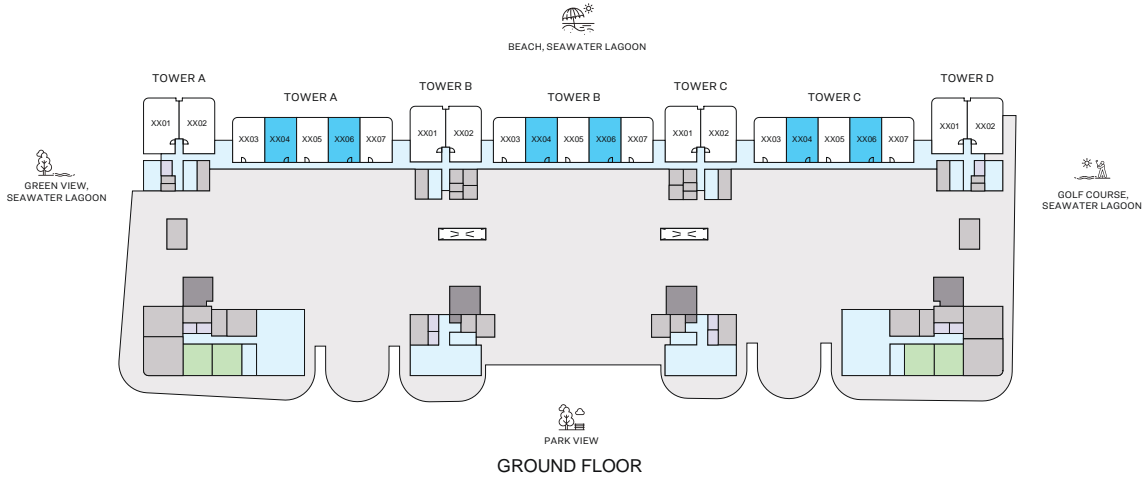 BEACH, SEAWATER LAGOON
TOWER A
TOWER A
TOWER B
TOWER B
TOWER C
TOWER C
TOWER D
XX01 XX02
XX03 XX04 XX05 XX06 XX07
XX01 XX02
XX03 XX04 XX05 XX06 XX07
XX01 XX02
XX03 XX04 XX05 XX06 XX07
XX01 XX02
GREEN VIEW,
SEAWATER LAGOON
GOLF COURSE,
SEAWATER LAGOON
PARK VIEW
GROUND FLOOR